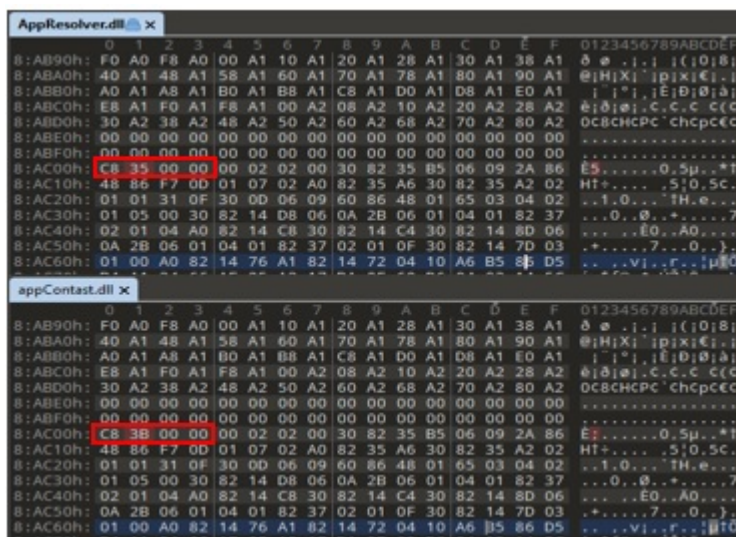 AppResolver.dll
0 1 2 3 4 5 6 7 8 9 A B C D E F 0123456789ABCDEF
8:AB90h: F0 A0 F8 A0 00 A1 10 A1 20 A1 28 A1 30 A1 38 A1
8:ABA0h: 40 A1 48 A1 58 A1 60 A1 70 A1 78 A1 80 A1 90 A1
8:ABB0h: A0 A1 A8 A1 B0 A1 B8 A1 C8 A1 D0 A1 D8 A1 E0 A1
8:ABC0h: E8 A1 F0 A1 F8 A1 00 A2 08 A2 10 A2 20 A2 28 A2
8:ABD0h: 30 A2 38 A2 48 A2 50 A2 60 A2 68 A2 70 A2 80 A2
8:ABE0h: 00 00 00 00 00 00 00 00 00 00 00 00 00 00 00 00
8:ABF0h: 00 00 00 00 00 00 00 00 00 00 00 00 00 00 00 00
8:AC00h: C8 35 00 00 00 02 02 00 30 82 35 B5 06 09 2A 86
8:AC10h: 48 86 F7 0D 01 07 02 A0 82 35 A6 30 82 35 A2 02
8:AC20h: 01 01 31 0F 30 0D 06 09 60 86 48 01 65 03 04 02
8:AC30h: 01 05 00 30 82 14 D8 06 0A 2B 06 01 04 01 82 37
8:AC40h: 02 01 04 A0 82 14 C8 30 82 14 C4 30 82 14 8D 06
8:AC50h: 0A 2B 06 01 04 01 82 37 02 01 0F 30 82 14 7D 03
8:AC60h: 01 00 A0 82 14 76 A1 82 14 72 04 10 A6 B5 86 D5
appContast.dll
0 1 2 3 4 5 6 7 8 9 A B C D E F 0123456789ABCDEF
8:AB90h: F0 A0 F8 A0 00 A1 10 A1 20 A1 28 A1 30 A1 38 A1
8:ABA0h: 40 A1 48 A1 58 A1 60 A1 70 A1 78 A1 80 A1 90 A1
8:ABB0h: A0 A1 A8 A1 B0 A1 B8 A1 C8 A1 D0 A1 D8 A1 E0 A1
8:ABC0h: E8 A1 F0 A1 F8 A1 00 A2 08 A2 10 A2 20 A2 28 A2
8:ABD0h: 30 A2 38 A2 48 A2 50 A2 60 A2 68 A2 70 A2 80 A2
8:ABE0h: 00 00 00 00 00 00 00 00 00 00 00 00 00 00 00 00
8:ABF0h: 00 00 00 00 00 00 00 00 00 00 00 00 00 00 00 00
8:AC00h: C8 3B 00 00 00 02 02 00 30 82 35 B5 06 09 2A 86
8:AC10h: 48 86 F7 0D 01 07 02 A0 82 35 A6 30 82 35 A2 02
8:AC20h: 01 01 31 0F 30 0D 06 09 60 86 48 01 65 03 04 02
8:AC30h: 01 05 00 30 82 14 D8 06 0A 2B 06 01 04 01 82 37
8:AC40h: 02 01 04 A0 82 14 C8 30 82 14 C4 30 82 14 8D 06
8:AC50h: 0A 2B 06 01 04 01 82 37 02 01 0F 30 82 14 7D 03
8:AC60h: 01 00 A0 82 14 76 A1 82 14 72 04 10 A6 B5 86 D5